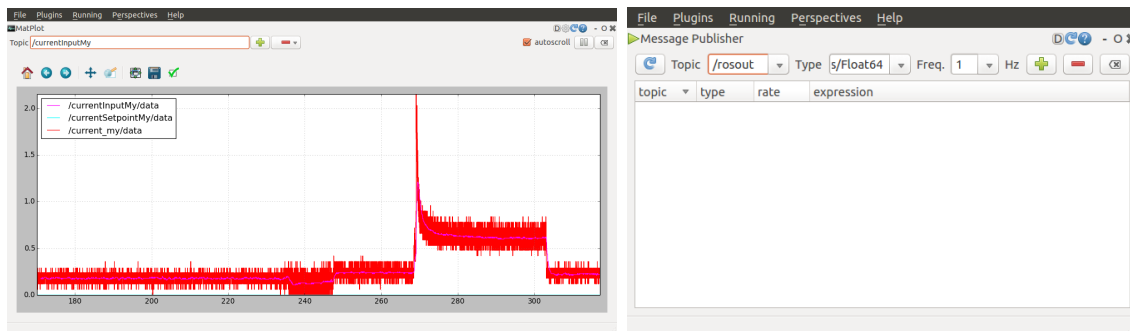 File Plugins Running Perspectives Help
MatPlot
D - O
Topic /currentInputMy
autoscroll
/currentInputMy/data
/currentSetpointMy/data
/current_my/data
2.0
1.5
1.0
0.5
0.0
180 200 220 240 260 280 300
File Plugins Running Perspectives Help
Message Publisher
D - O
Topic /rosout Type s/Float64 Freq. 1 Hz
topic type rate expression